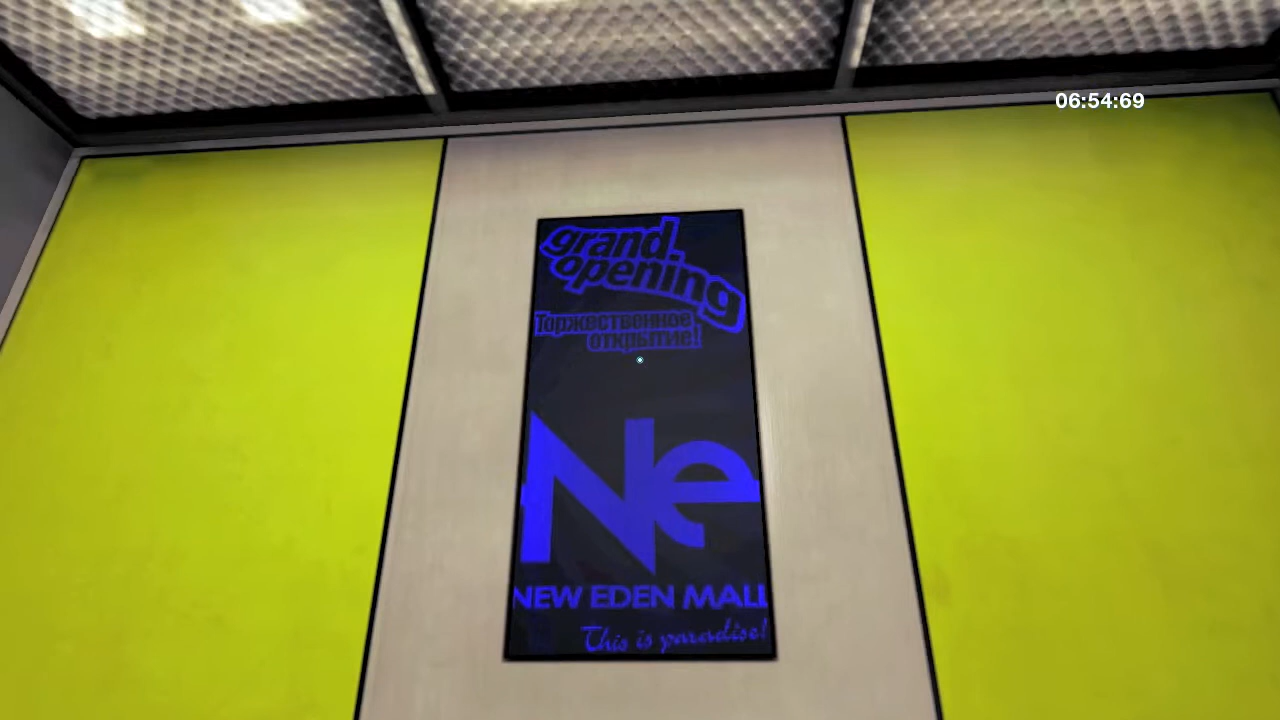 06:54:69
grand.
opening
Торжественное
открытие!
Ne
NEW EDEN MALL
This is paradise!